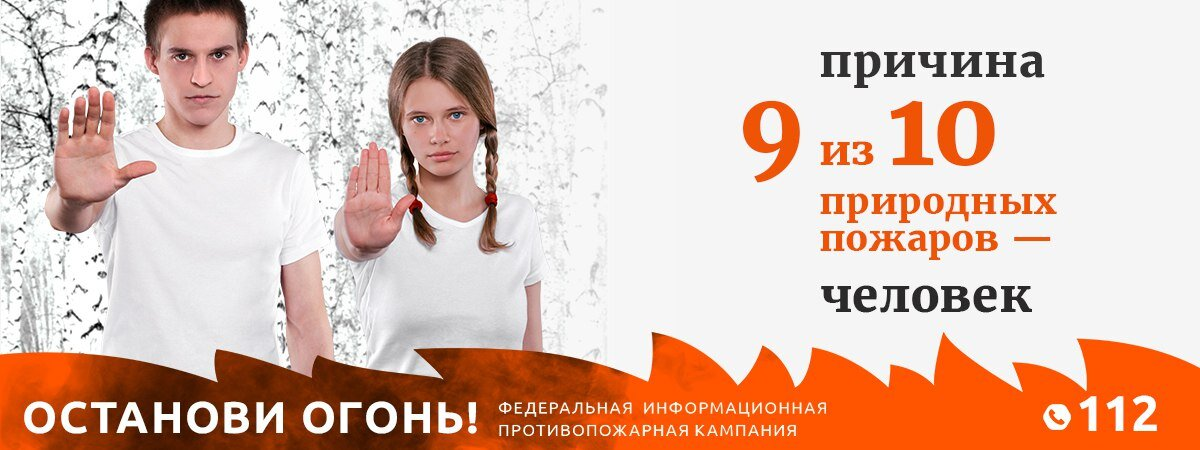 причина
9 из 10
природных
пожаров —
человек
ОСТАНОВИ ОГОНЬ!
ФЕДЕРАЛЬНАЯ ИНФОРМАЦИОННАЯ
ПРОТИВОПОЖАРНАЯ КАМПАНИЯ
112